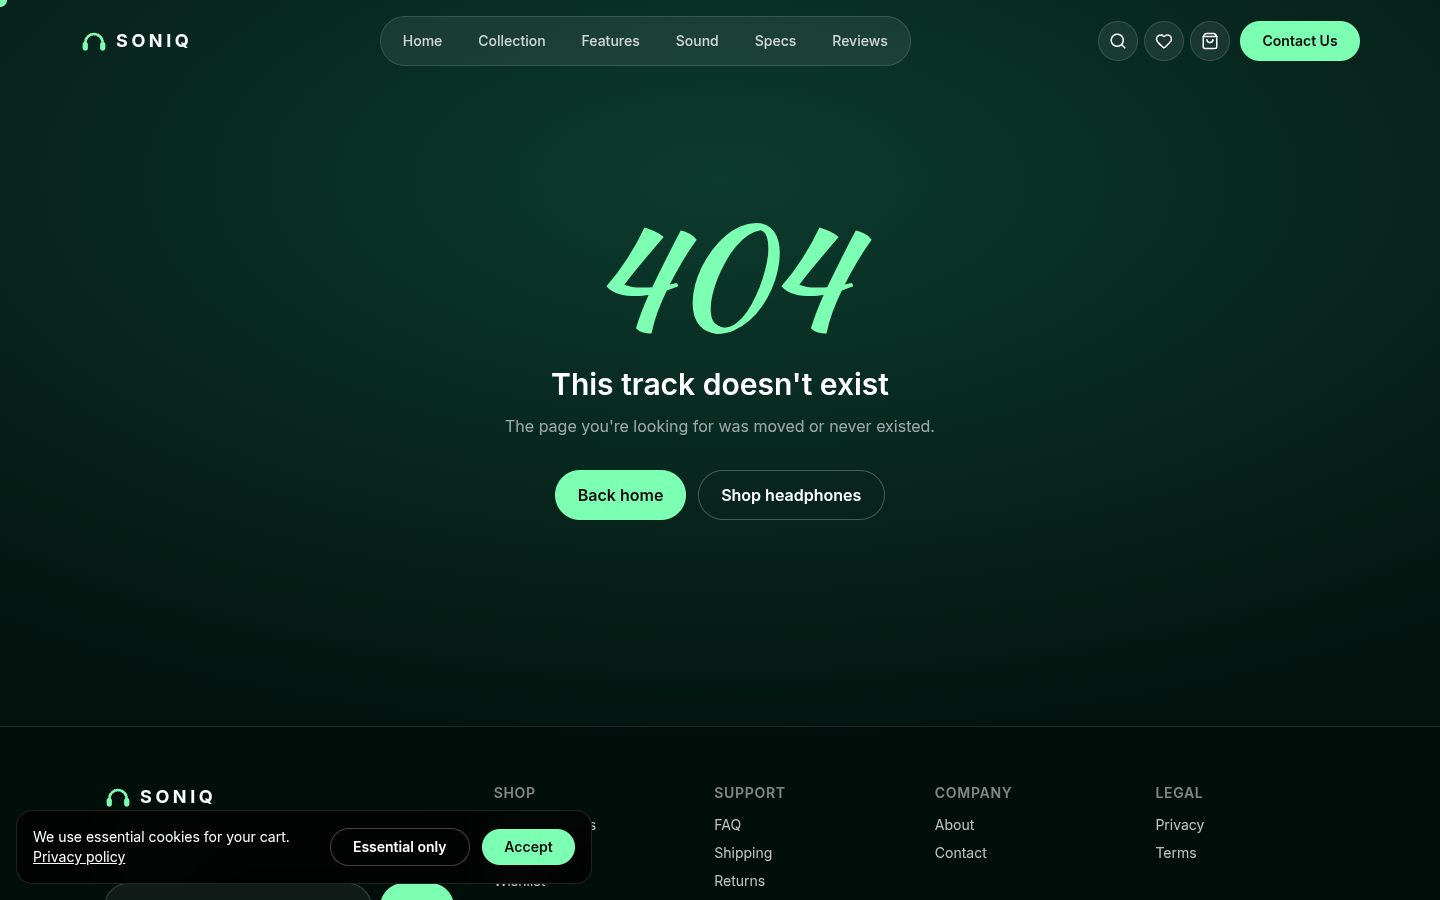 SONIQ
Home Collection Features Sound Specs Reviews
Contact Us
404
This track doesn't exist
The page you're looking for was moved or never existed.
Back home Shop headphones
SONIQ
SHOP
SUPPORT
FAQ
Shipping
Returns
COMPANY
About
Contact
LEGAL
Privacy
Terms
We use essential cookies for your cart.
Privacy policy
Essential only Accept